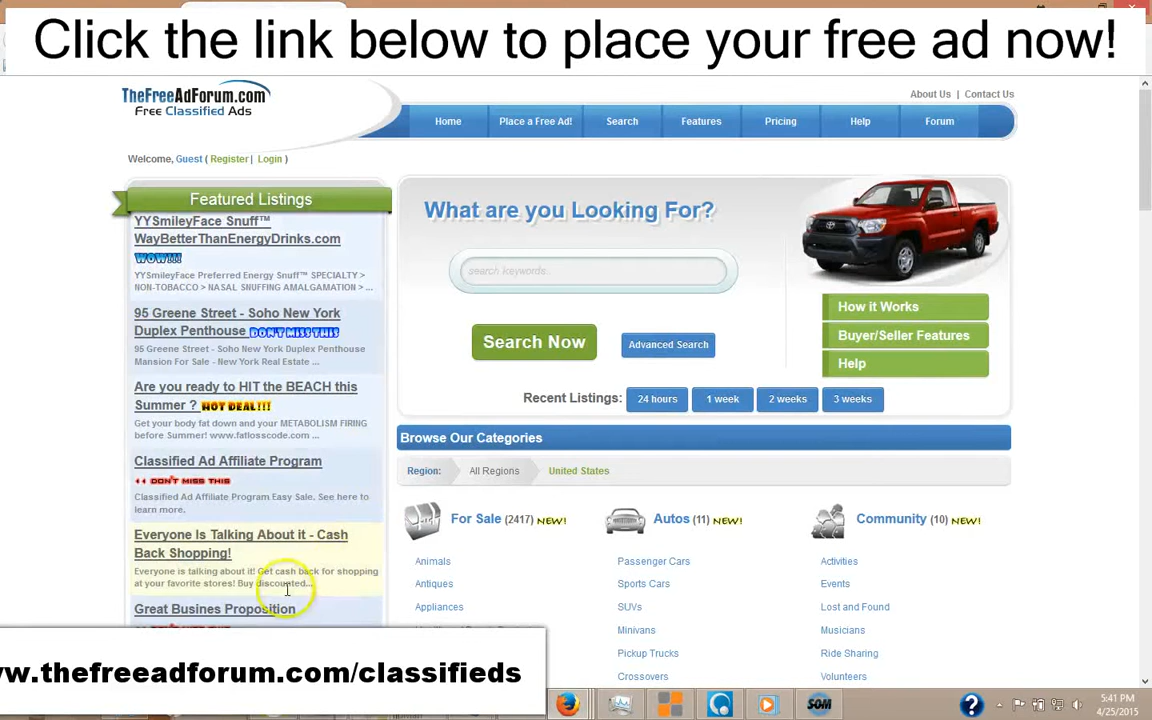 Click the link below to place your free ad now!
TheFreeAdForum.com
Free Classified Ads
About Us | Contact Us
Home Place a Free Ad! Search Features Pricing Help Forum
Welcome, Guest ( Register | Login )
Featured Listings
YYSmileyFace Snuff™
WayBetterThanEnergyDrinks.com
WOW!!!
YYSmileyFace Preferred Energy Snuff™ SPECIALTY >
NON-TOBACCO > NASAL SNUFFING AMALGAMATION > ...
95 Greene Street - Soho New York
Duplex Penthouse DON'T MISS THIS
95 Greene Street - Soho New York Duplex Penthouse
Mansion For Sale - New York Real Estate ...
Are you ready to HIT the BEACH this
Summer ? HOT DEAL!!!
Get your body fat down and your METABOLISM FIRING
before Summer! www.fatlosscode.com ...
Classified Ad Affiliate Program
DON'T MISS THIS
Classified Ad Affiliate Program Easy Sale. See here to
learn more.
Everyone Is Talking About it - Cash
Back Shopping!
Everyone is talking about it! Get cash back for shopping
at your favorite stores! Buy discounted...
Great Busines Proposition
What are you Looking For?
search keywords..
Search Now Advanced Search
How it Works
Buyer/Seller Features
Help
Recent Listings: 24 hours 1 week 2 weeks 3 weeks
Browse Our Categories
Region: All Regions United States
For Sale (2417) NEW!
Animals
Antiques
Appliances
Autos (11) NEW!
Passenger Cars
Sports Cars
SUVs
Minivans
Pickup Trucks
Crossovers
Community (10) NEW!
Activities
Events
Lost and Found
Musicians
Ride Sharing
Volunteers
w.thefreeadforum.com/classifieds
SOM
5:41 PM
4/25/2015